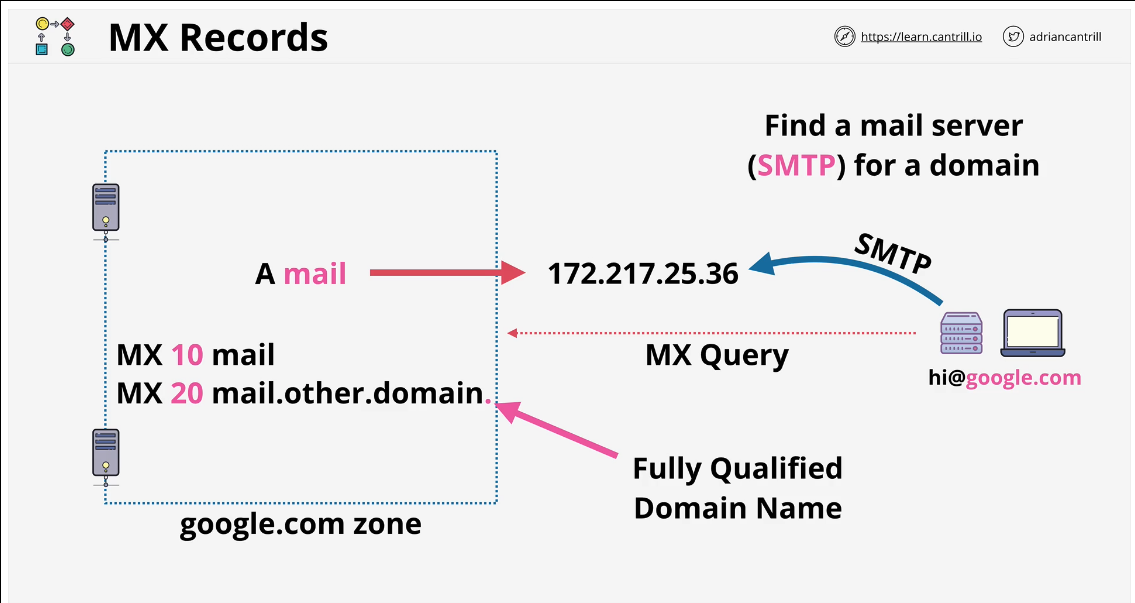 MX Records
https://learn.cantrill.io
adriancantrill
Find a mail server
(SMTP) for a domain
A mail
172.217.25.36
SMTP
MX Query
hi@google.com
MX 10 mail
MX 20 mail.other.domain.
Fully Qualified
Domain Name
google.com zone